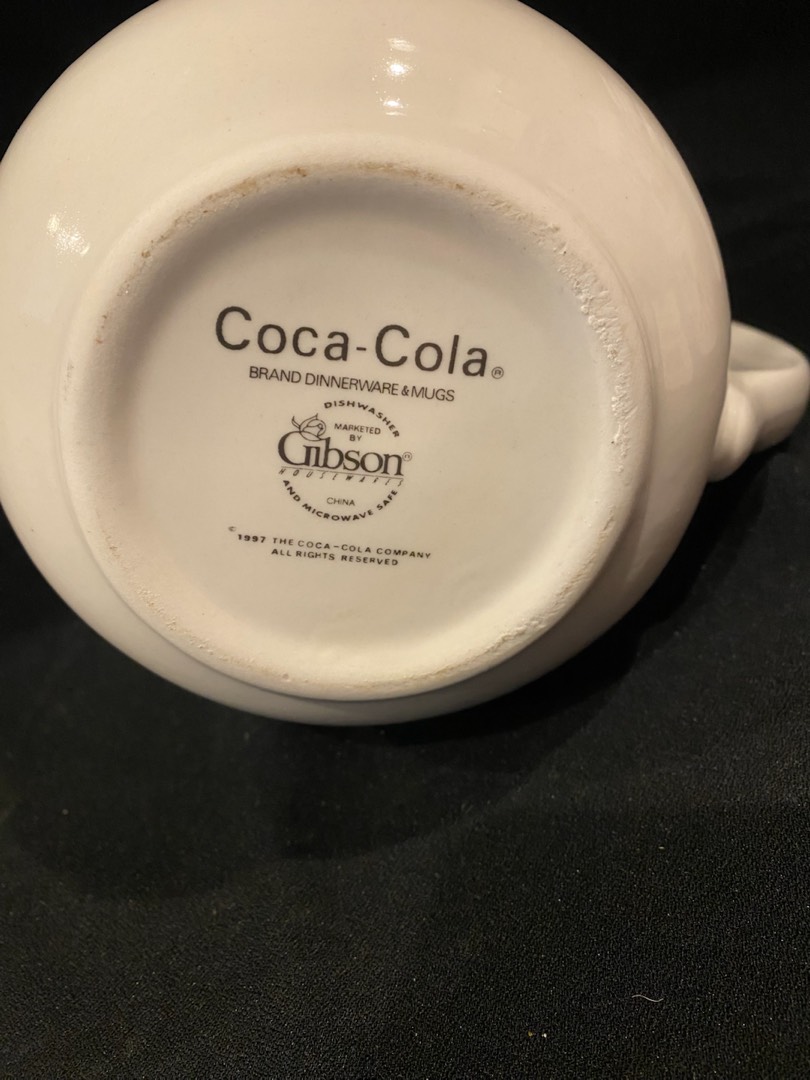 Coca-Cola®
BRAND DINNERWARE & MUGS
DISHWASHER
MARKETED
BY
Gibson®
HOUSEWARES
CHINA
AND MICROWAVE SAFE
© 1997 THE COCA-COLA COMPANY
ALL RIGHTS RESERVED